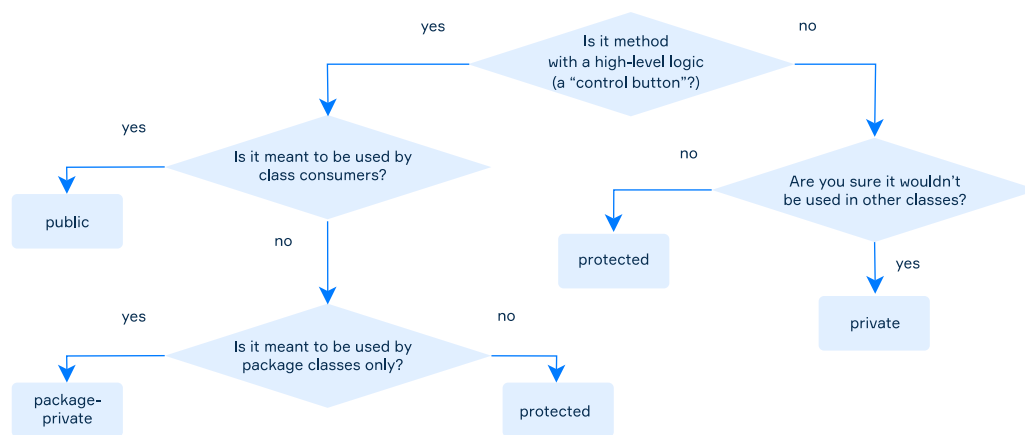 yes
Is it method
with a high-level logic
(a “control button”?)
no
yes
Is it meant to be used by
class consumers?
no
Are you sure it wouldn't
be used in other classes?
public
no
protected
yes
private
yes
Is it meant to be used by
package classes only?
no
package-
private
protected